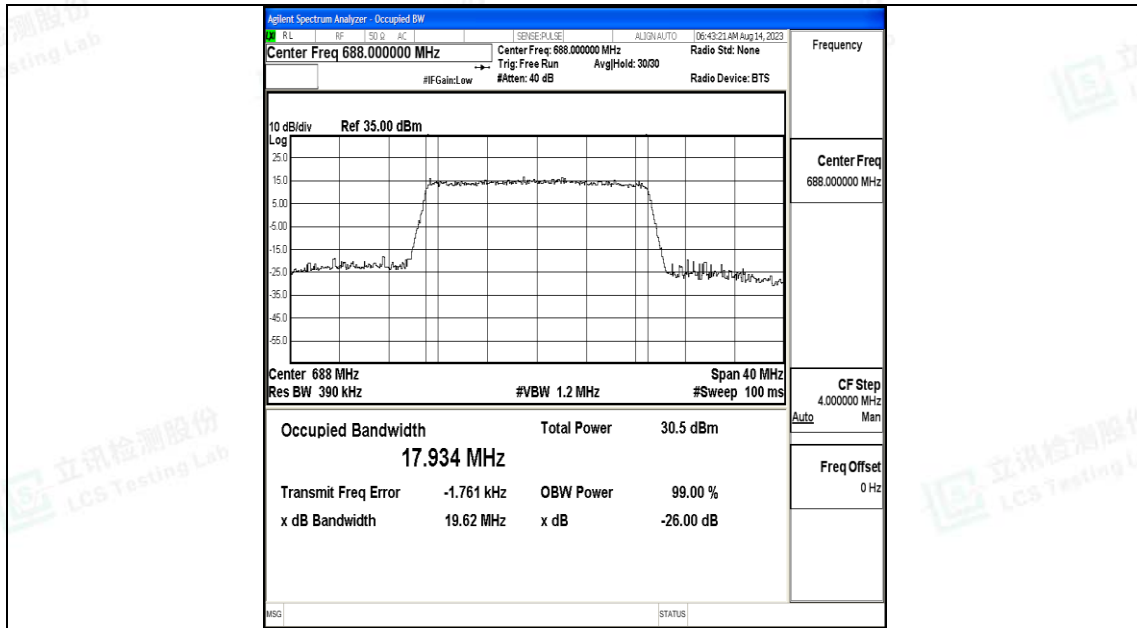 Agilent Spectrum Analyzer - Occupied BW
LXI RL RF 50 Ω AC SENSE:PULSE ALIGN AUTO 06:43:21 AM Aug 14, 2023
Center Freq 688.000000 MHz
Center Freq: 688.000000 MHz
Radio Std: None
Trig: Free Run Avg|Hold: 30/30
#IFGain:Low #Atten: 40 dB Radio Device: BTS
Frequency
10 dB/div Ref 35.00 dBm
Log
25.0
15.0
5.00
-5.00
-15.0
-25.0
-35.0
-45.0
-55.0
Center Freq
688.000000 MHz
Center 688 MHz Span 40 MHz
Res BW 390 kHz #VBW 1.2 MHz #Sweep 100 ms
CF Step
4.000000 MHz
Auto Man
Occupied Bandwidth Total Power 30.5 dBm
17.934 MHz
Transmit Freq Error -1.761 kHz OBW Power 99.00 %
x dB Bandwidth 19.62 MHz x dB -26.00 dB
Freq Offset
0 Hz
MSG STATUS
立讯检测股份
LCS Testing Lab